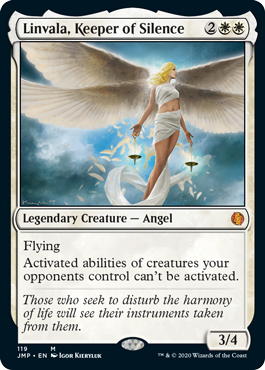 Linvala, Keeper of Silence 2
Legendary Creature — Angel
Flying
Activated abilities of creatures your
opponents control can't be activated.
Those who seek to disturb the harmony
of life will see their instruments taken
from them.
3/4
119 M
JMP • EN Igor Kieryluk
™ & © 2020 Wizards of the Coast